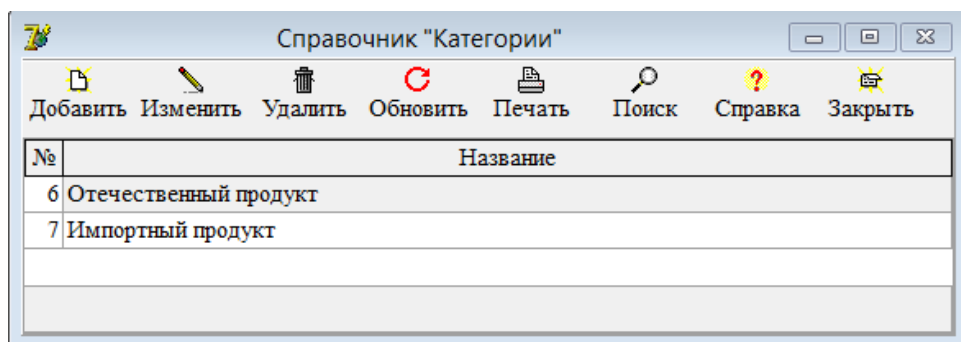 Справочник "Категории"
Добавить Изменить Удалить Обновить Печать Поиск Справка Закрыть
№ Название
6 Отечественный продукт
7 Импортный продукт